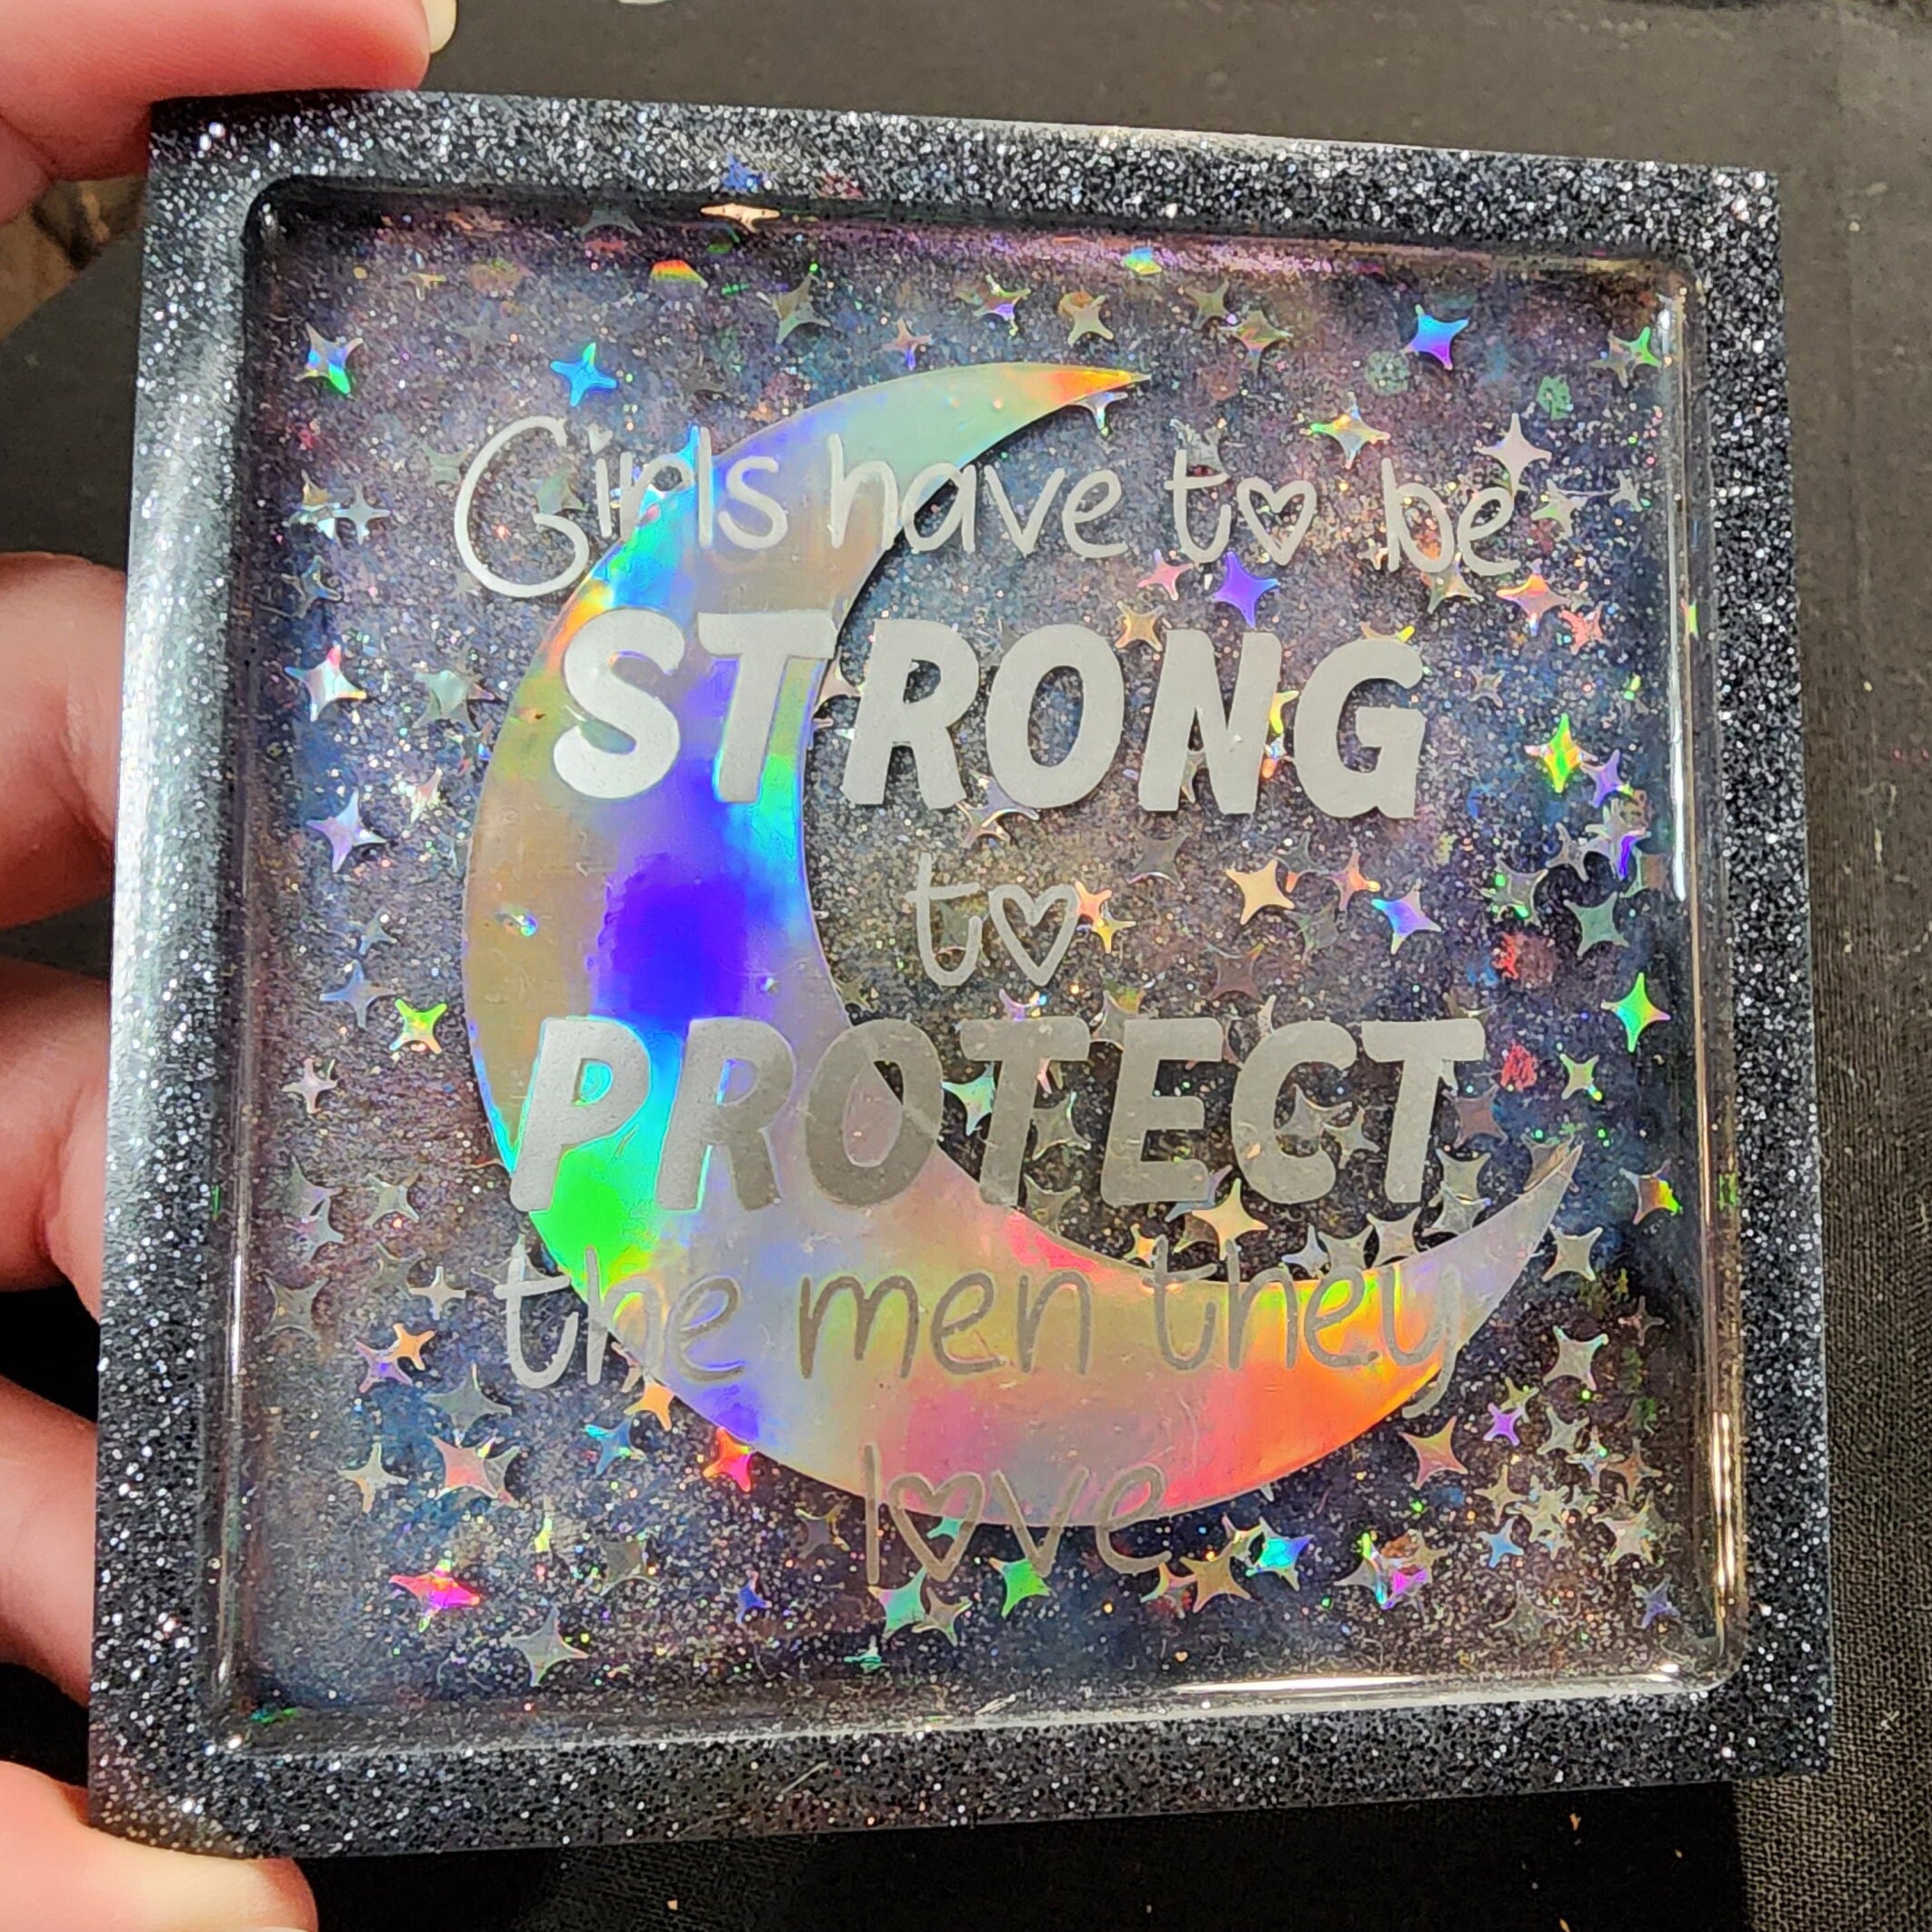 Girls have to be
STRONG
to
PROTECT
the men they
love